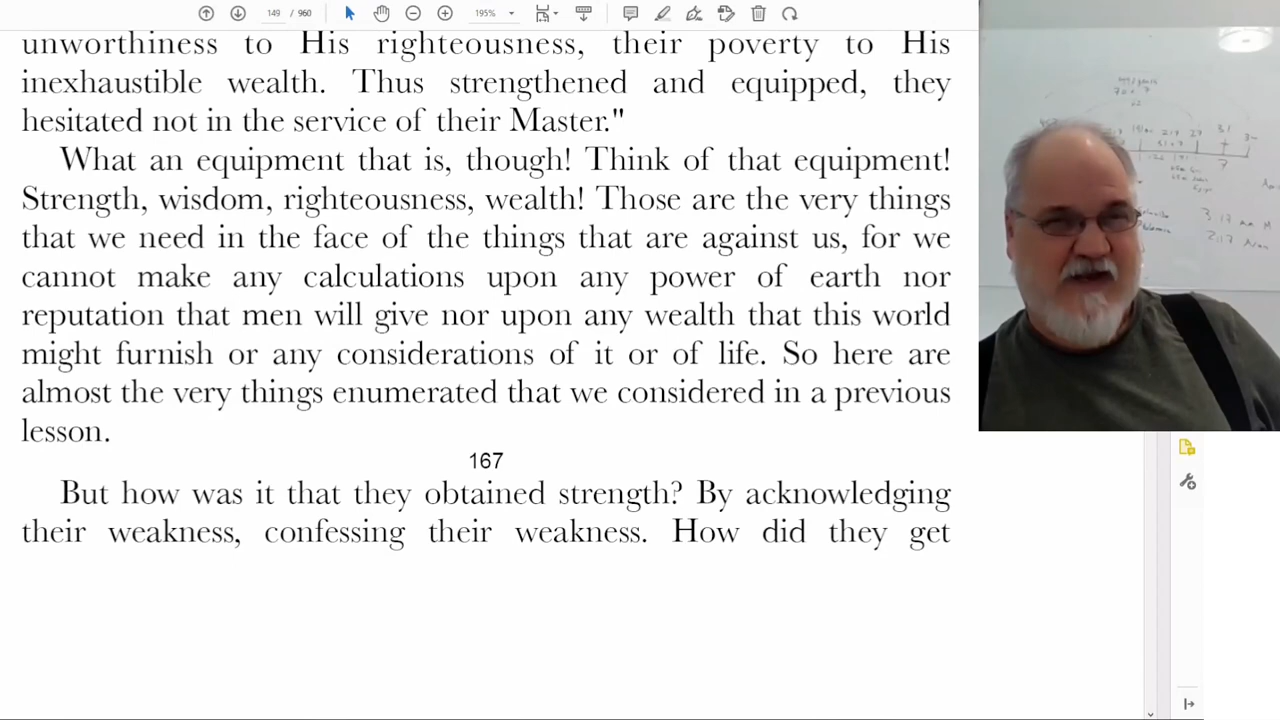 149 / 960
195%
unworthiness to His righteousness, their poverty to His
inexhaustible wealth. Thus strengthened and equipped, they
hesitated not in the service of their Master."
What an equipment that is, though! Think of that equipment!
Strength, wisdom, righteousness, wealth! Those are the very things
that we need in the face of the things that are against us, for we
cannot make any calculations upon any power of earth nor
reputation that men will give nor upon any wealth that this world
might furnish or any considerations of it or of life. So here are
almost the very things enumerated that we considered in a previous
lesson.
167
But how was it that they obtained strength? By acknowledging
their weakness, confessing their weakness. How did they get